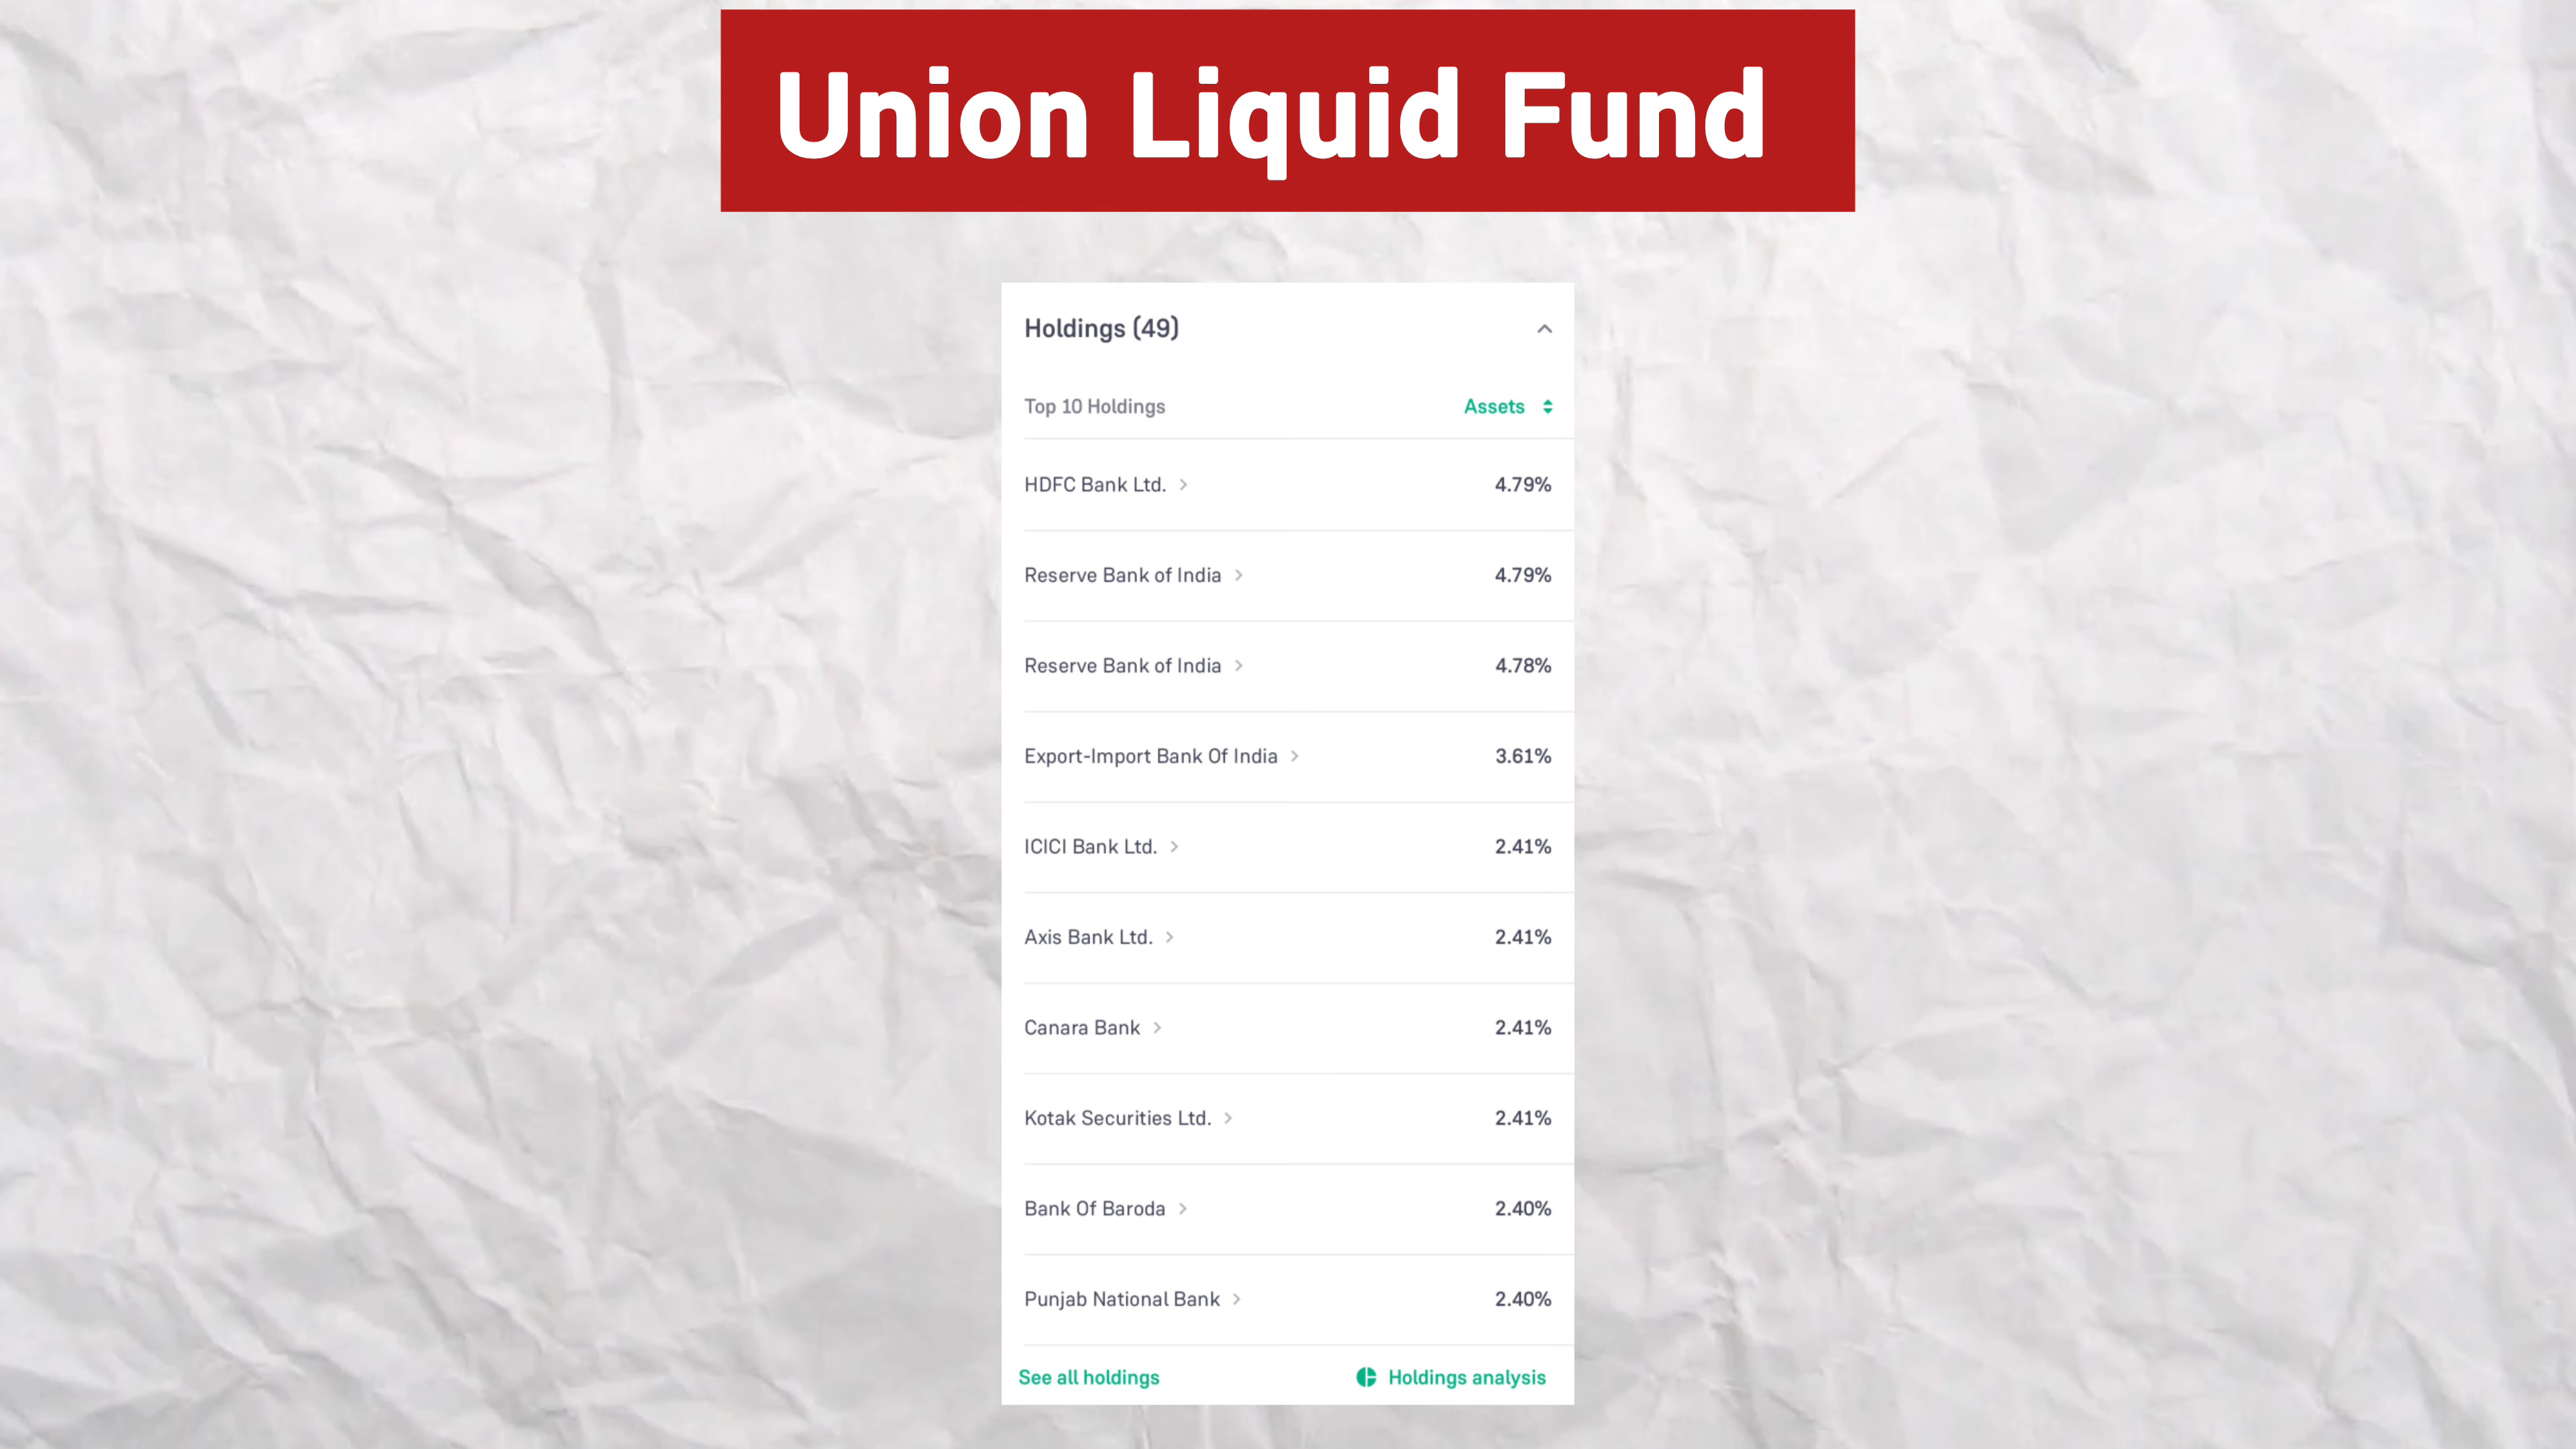 Union Liquid Fund
Holdings (49)
Top 10 Holdings Assets
HDFC Bank Ltd. 4.79%
Reserve Bank of India 4.79%
Reserve Bank of India 4.78%
Export-Import Bank Of India 3.61%
ICICI Bank Ltd. 2.41%
Axis Bank Ltd. 2.41%
Canara Bank 2.41%
Kotak Securities Ltd. 2.41%
Bank Of Baroda 2.40%
Punjab National Bank 2.40%
See all holdings Holdings analysis